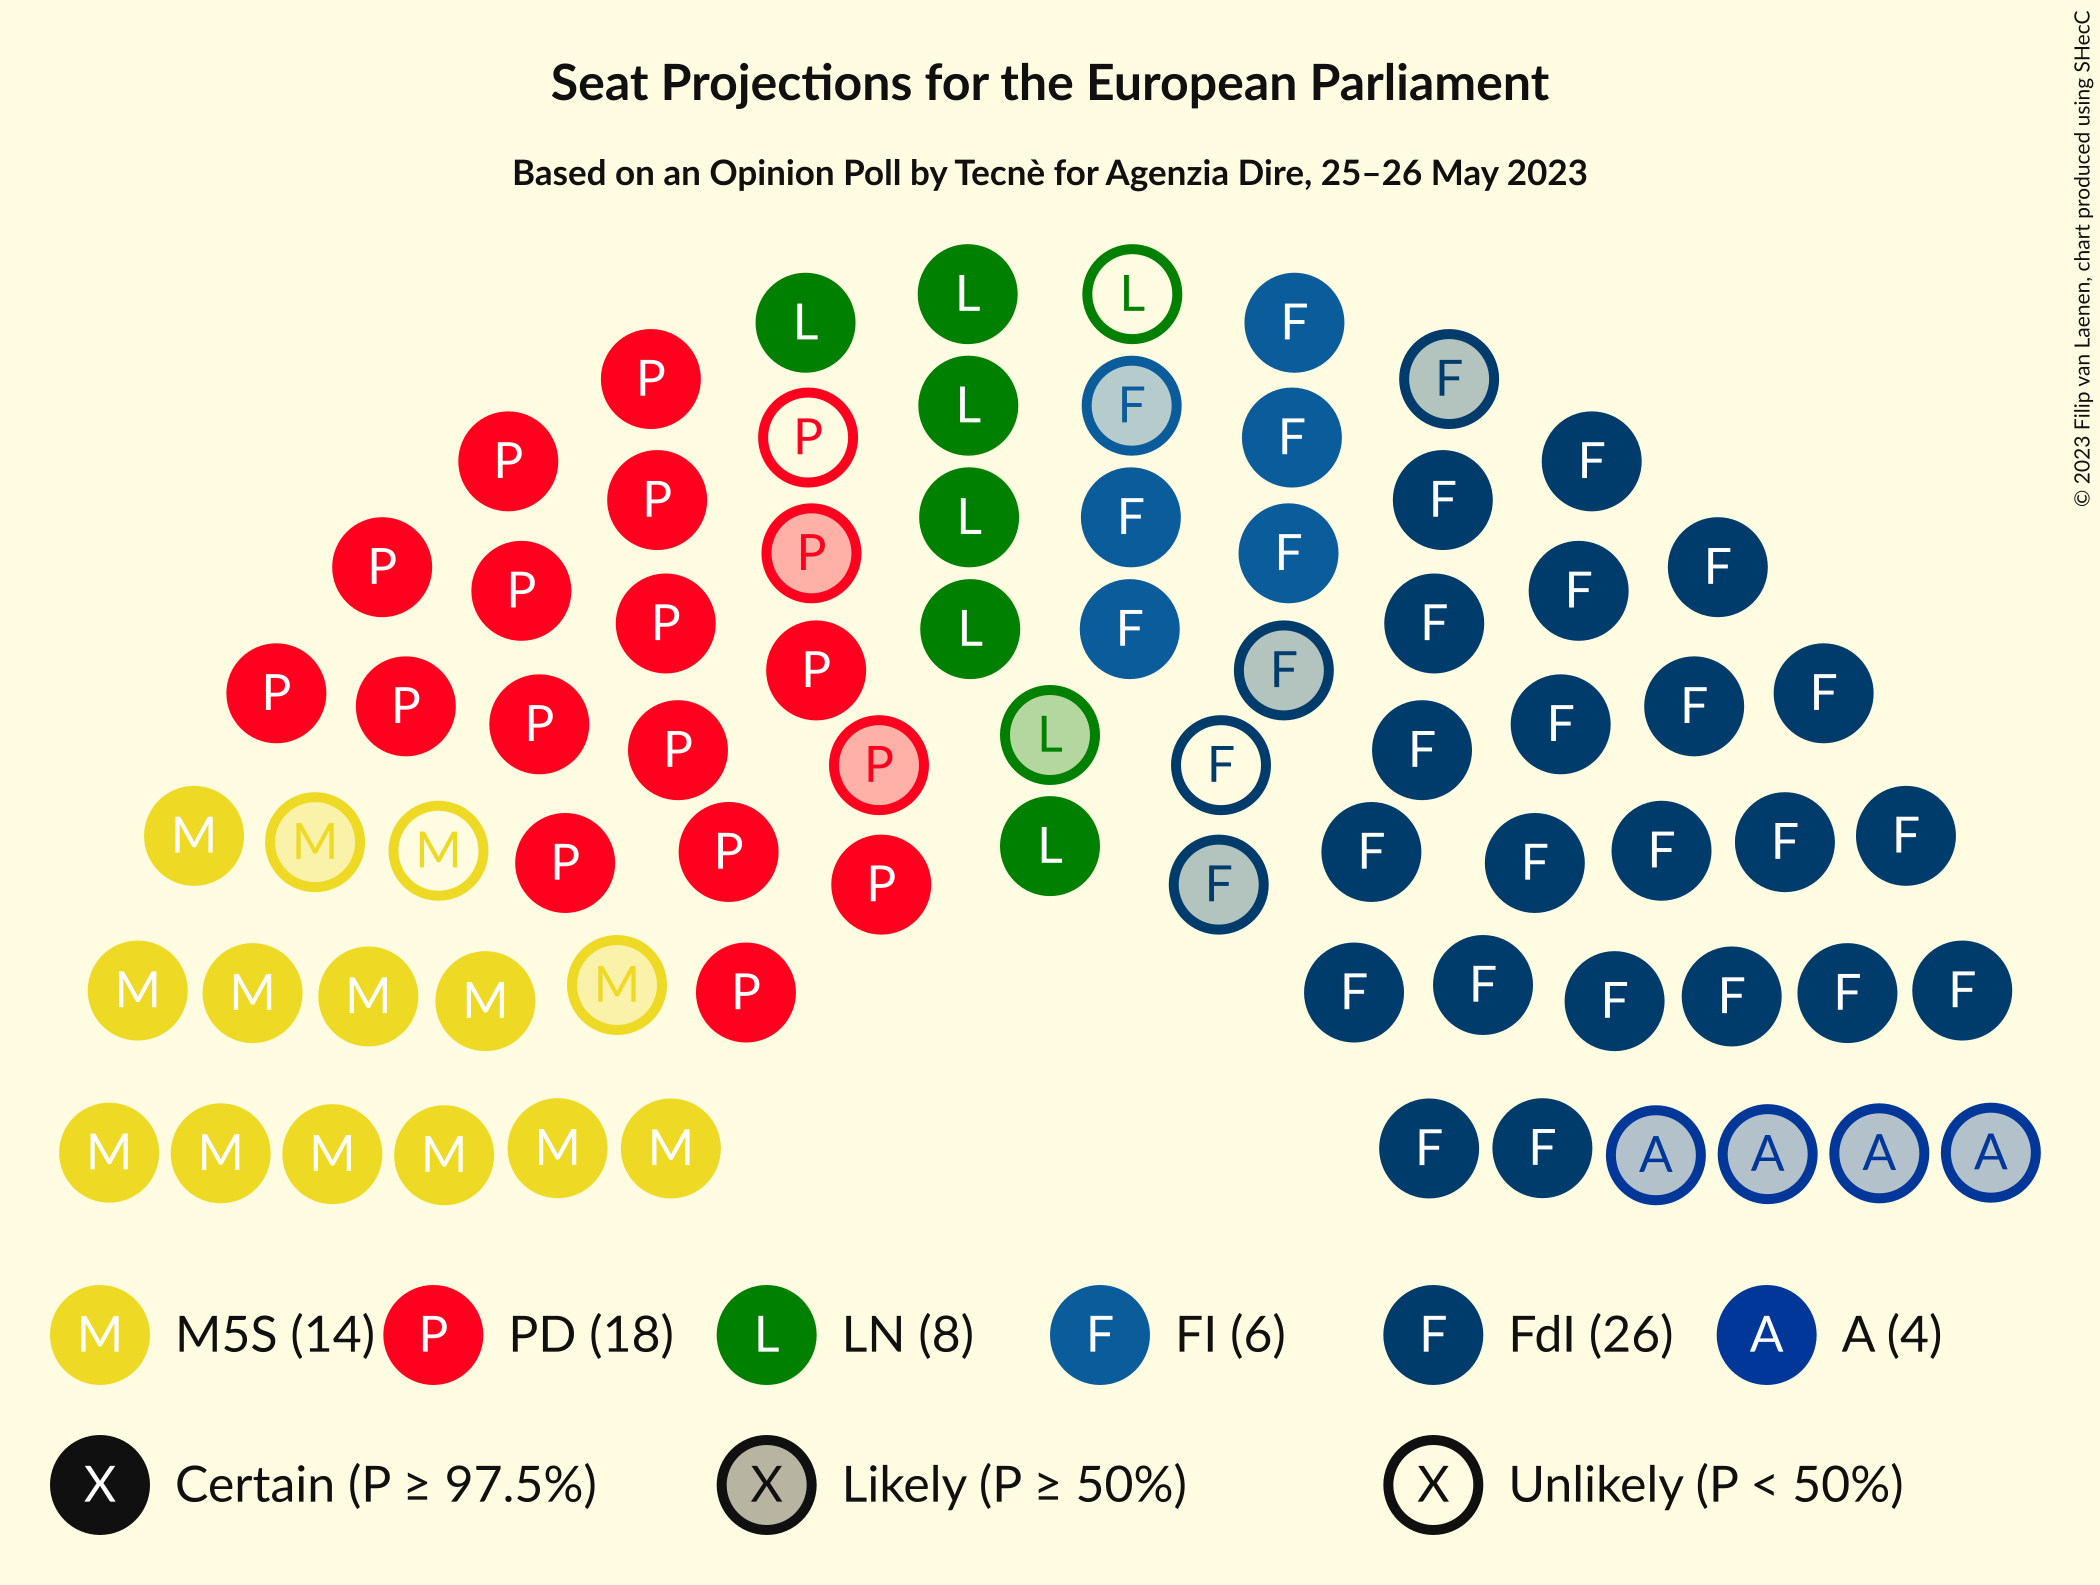 Seat Projections for the European Parliament
Based on an Opinion Poll by Tecnè for Agenzia Dire, 25–26 May 2023
© 2023 Filip van Laenen, chart produced using SHecC
L L L F
P F
P F F P
P L F
P F
P F
P L F
P F
P F
P F
P L F
P F
P F
P P F F
P F
P F
L
P F
M F
M F
M L F
P P F F
P F
M M M M M P F F F F F F
M M M M M M F F A A A A
M M5S (14) P PD (18) L LN (8) F FI (6) F FdI (26) A A (4)
X Certain (P ≥ 97.5%) X Likely (P ≥ 50%) X Unlikely (P < 50%)